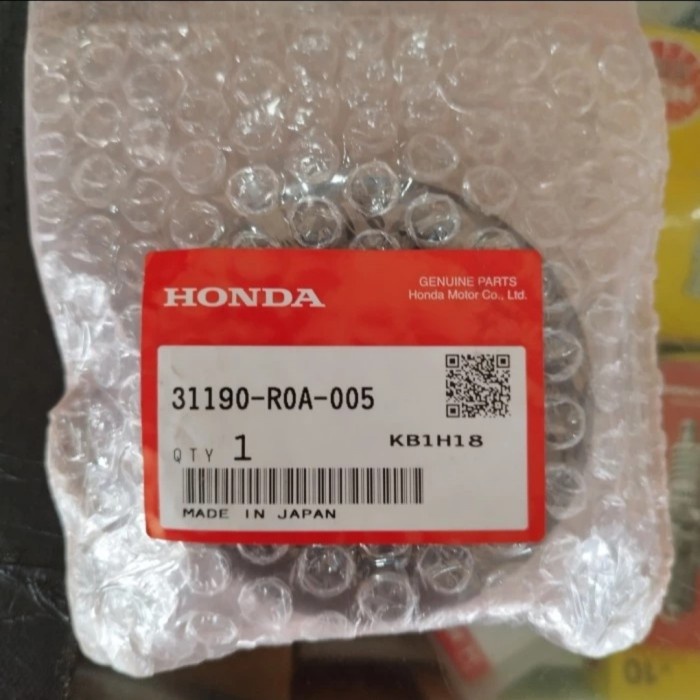 HONDA
GENUINE PARTS
Honda Motor Co., Ltd.
31190-R0A-005
QTY 1
KB1H18
MADE IN JAPAN